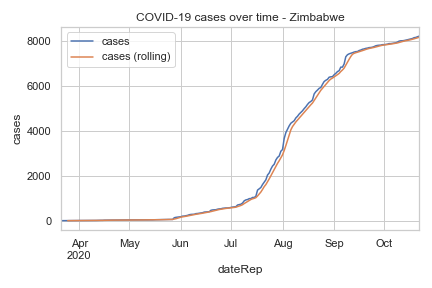 COVID-19 cases over time - Zimbabwe
cases
cases (rolling)
8000
6000
4000
2000
0
cases
Apr May Jun Jul Aug Sep Oct
2020
dateRep